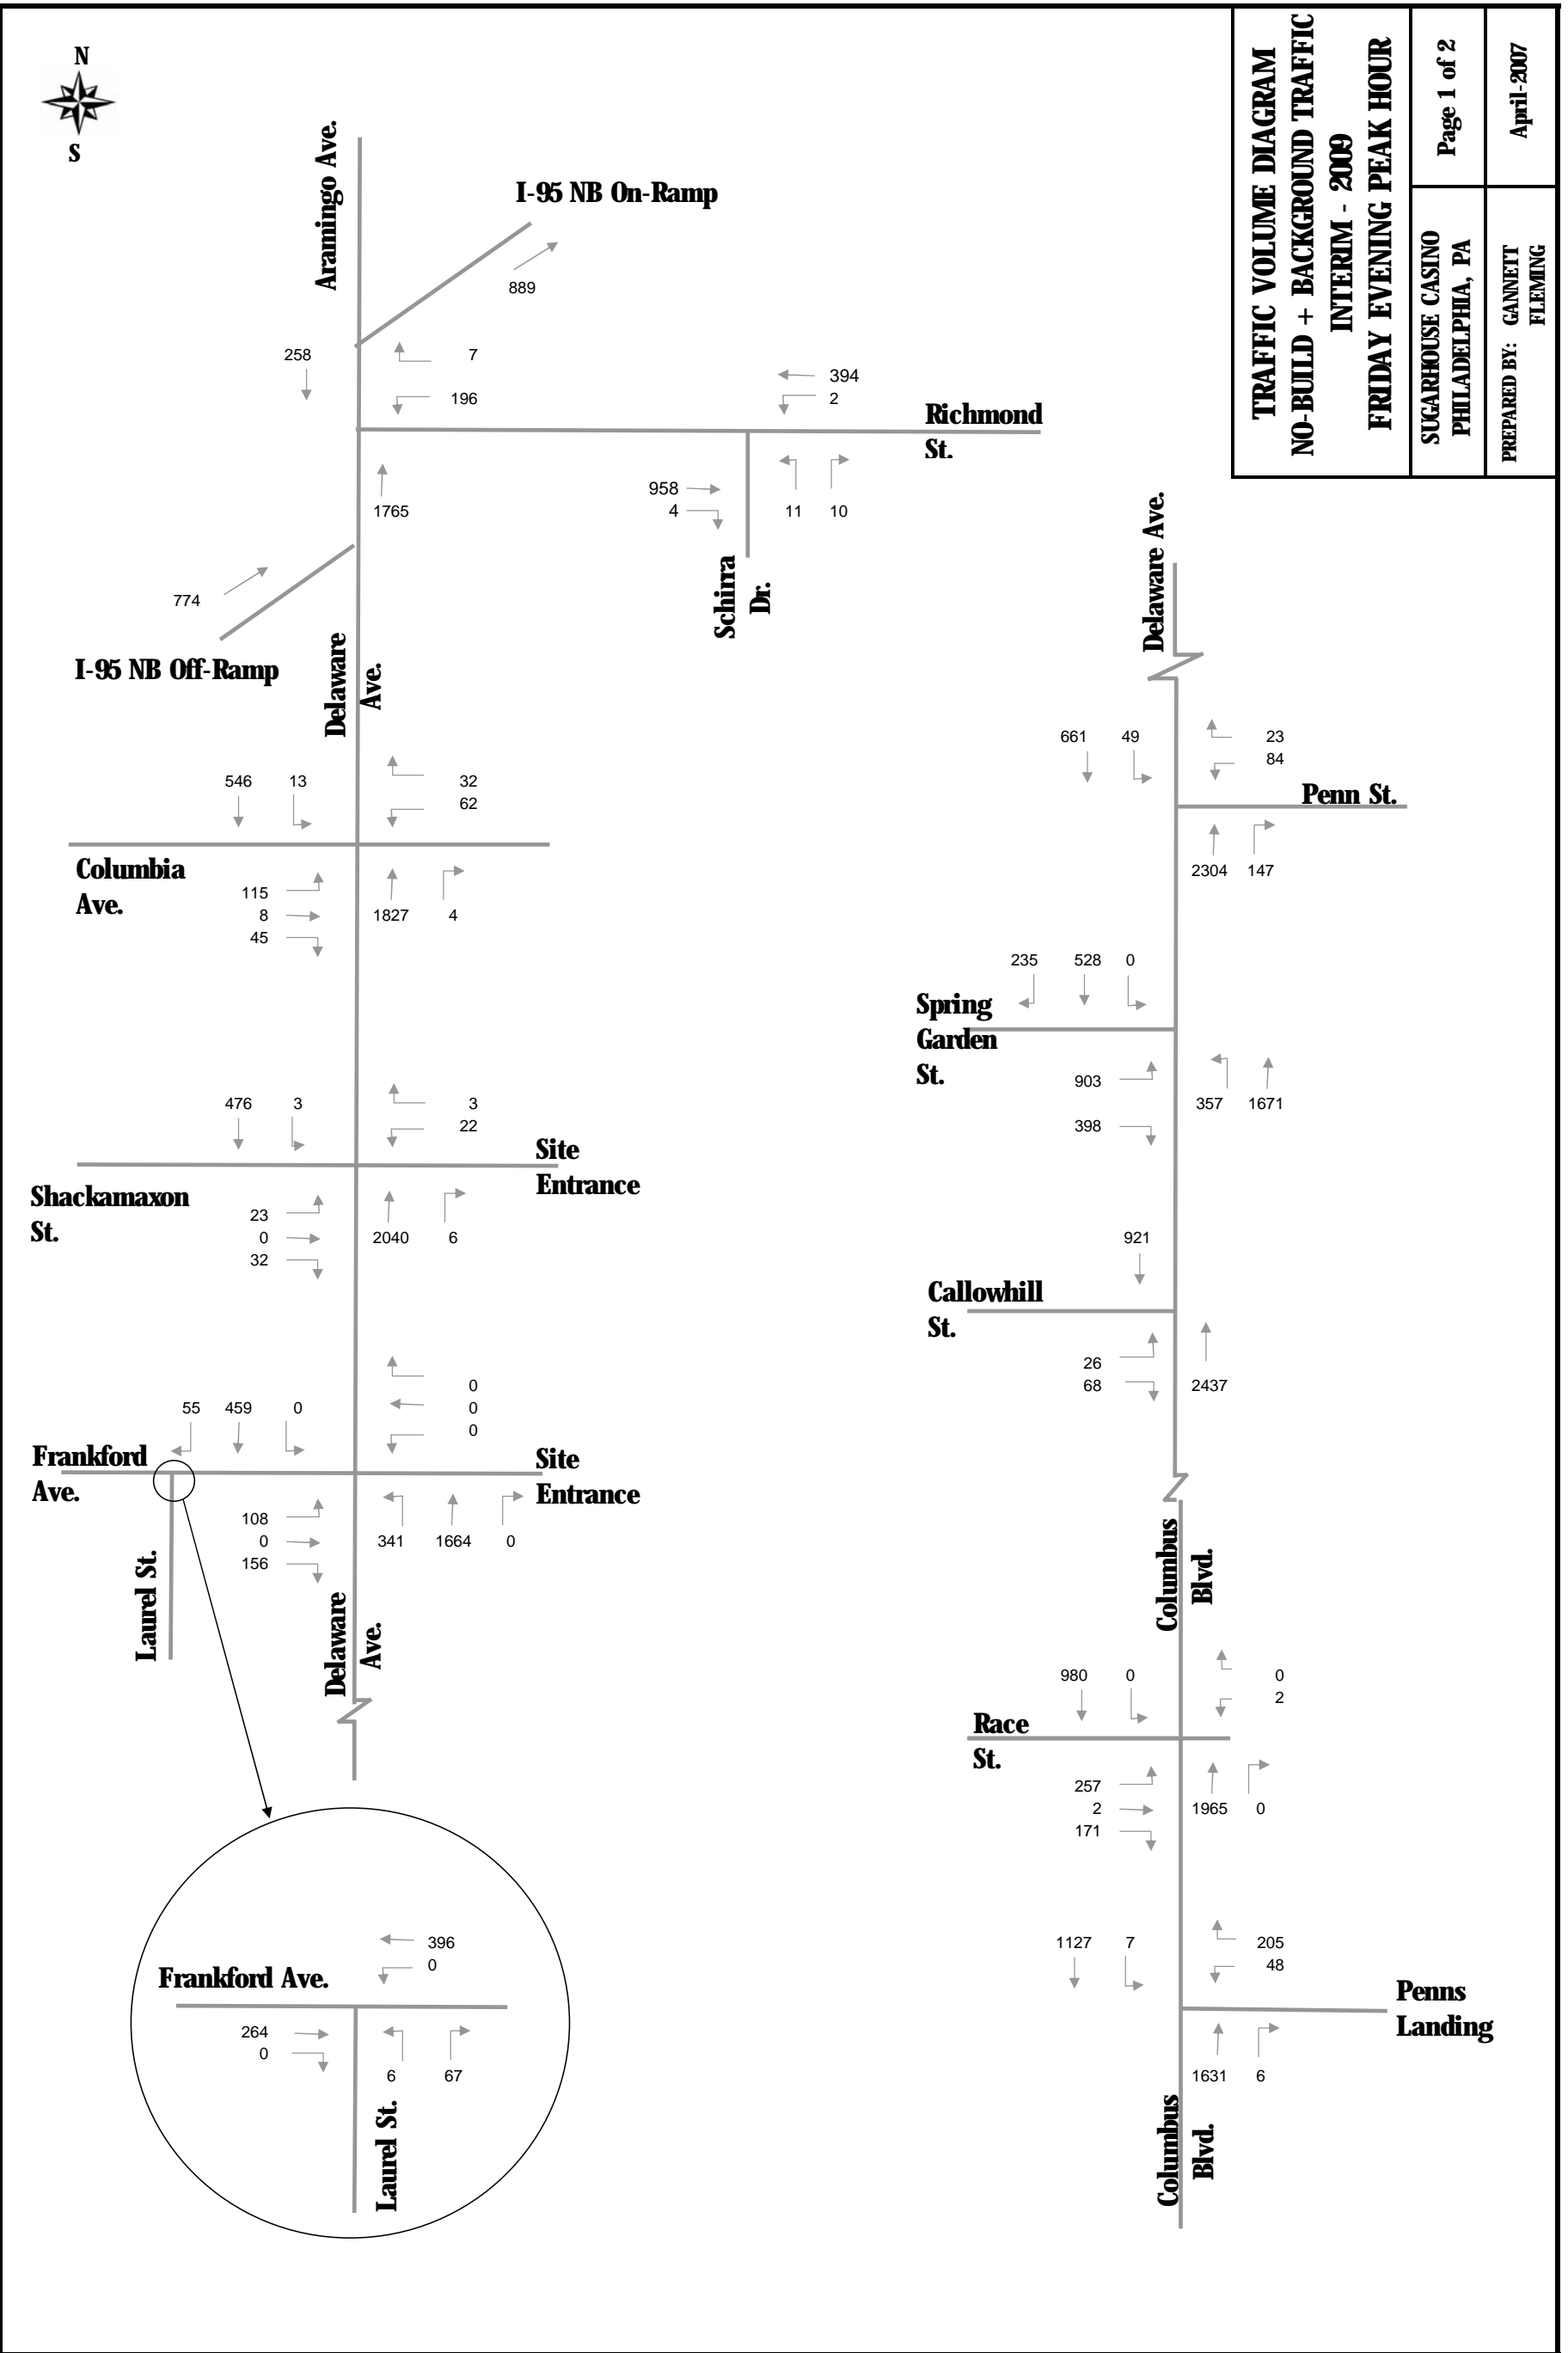 TRAFFIC VOLUME DIAGRAM
NO-BUILD + BACKGROUND TRAFFIC
INTERIM - 2009
FRIDAY EVENING PEAK HOUR
SUGARHOUSE CASINO
PHILADELPHIA, PA
Page 1 of 2
PREPARED BY: GANNETT
FLEMING
April-2007
N
S
Aramingo Ave.
I-95 NB On-Ramp
889
258
7
196
394
2
Richmond
St.
1765
958
4
11 10
Schirra
Dr.
774
I-95 NB Off-Ramp
Delaware
Ave.
546 13
32
62
Columbia
Ave.
115
8
45
1827 4
476 3
3
22
Site
Entrance
Shackamaxon
St.
23
0
32
2040 6
55 459 0
0
0
0
Frankford
Ave.
Site
Entrance
108
0
156
341 1664 0
Laurel St.
Delaware
Ave.
396
0
Frankford Ave.
264
0
6 67
Laurel St.
Delaware Ave.
661 49
23
84
Penn St.
2304 147
235 528 0
Spring
Garden
St.
903
398
357 1671
921
Callowhill
St.
26
68
2437
Columbus
Blvd.
980 0
0
2
Race
St.
257
2
171
1965 0
1127 7
205
48
Penns
Landing
1631 6
Columbus
Blvd.